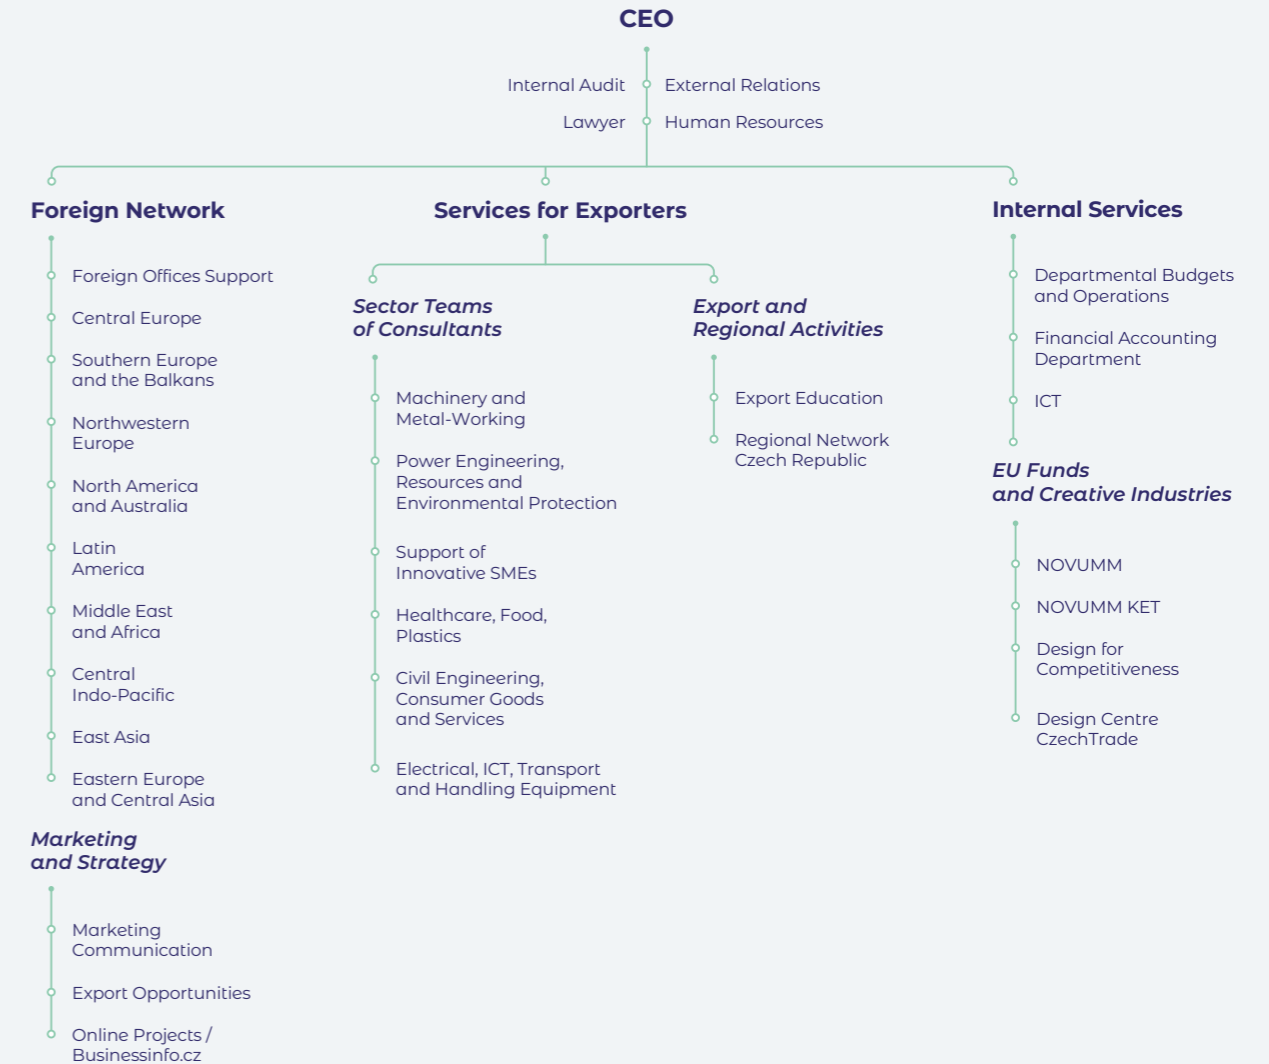 CEO
Internal Audit
External Relations
Lawyer
Human Resources
Foreign Network
Foreign Offices Support
Central Europe
Southern Europe
and the Balkans
Northwestern
Europe
North America
and Australia
Latin
America
Middle East
and Africa
Central
Indo-Pacific
East Asia
Eastern Europe
and Central Asia
Marketing
and Strategy
Marketing
Communication
Export Opportunities
Online Projects /
Businessinfo.cz
Services for Exporters
Sector Teams
of Consultants
Machinery and
Metal-Working
Power Engineering,
Resources and
Environmental Protection
Support of
Innovative SMEs
Healthcare, Food,
Plastics
Civil Engineering,
Consumer Goods
and Services
Electrical, ICT, Transport
and Handling Equipment
Export and
Regional Activities
Export Education
Regional Network
Czech Republic
Internal Services
Departmental Budgets
and Operations
Financial Accounting
Department
ICT
EU Funds
and Creative Industries
NOVUMM
NOVUMM KET
Design for
Competitiveness
Design Centre
CzechTrade